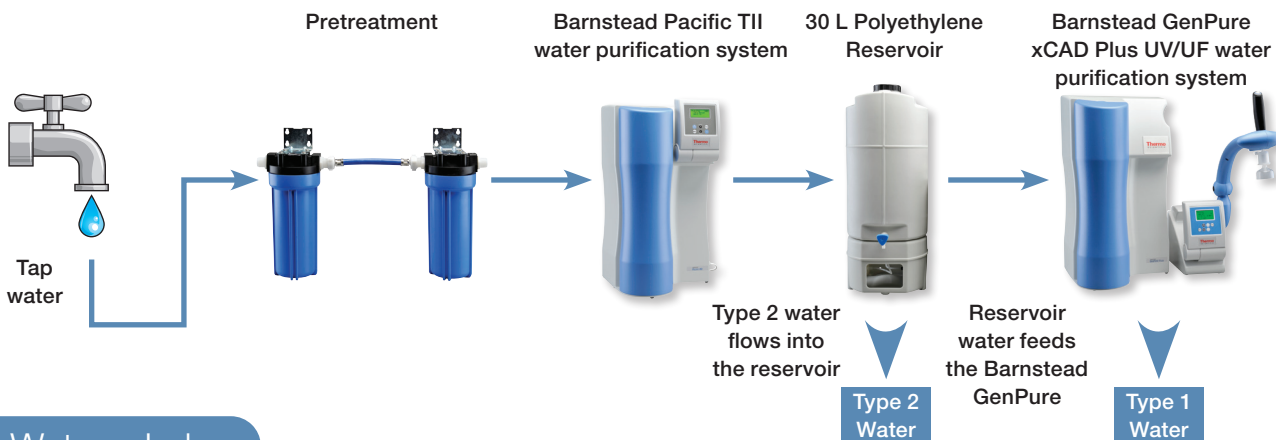 Pretreatment
Barnstead Pacific TII
water purification system
30 L Polyethylene
Reservoir
Barnstead GenPure
xCAD Plus UV/UF water
purification system
Thermo
Thermo
Tap
water
Type 2 water
flows into
the reservoir
Reservoir
water feeds
the Barnstead
GenPure
Type 2
Water
Type 1
Water